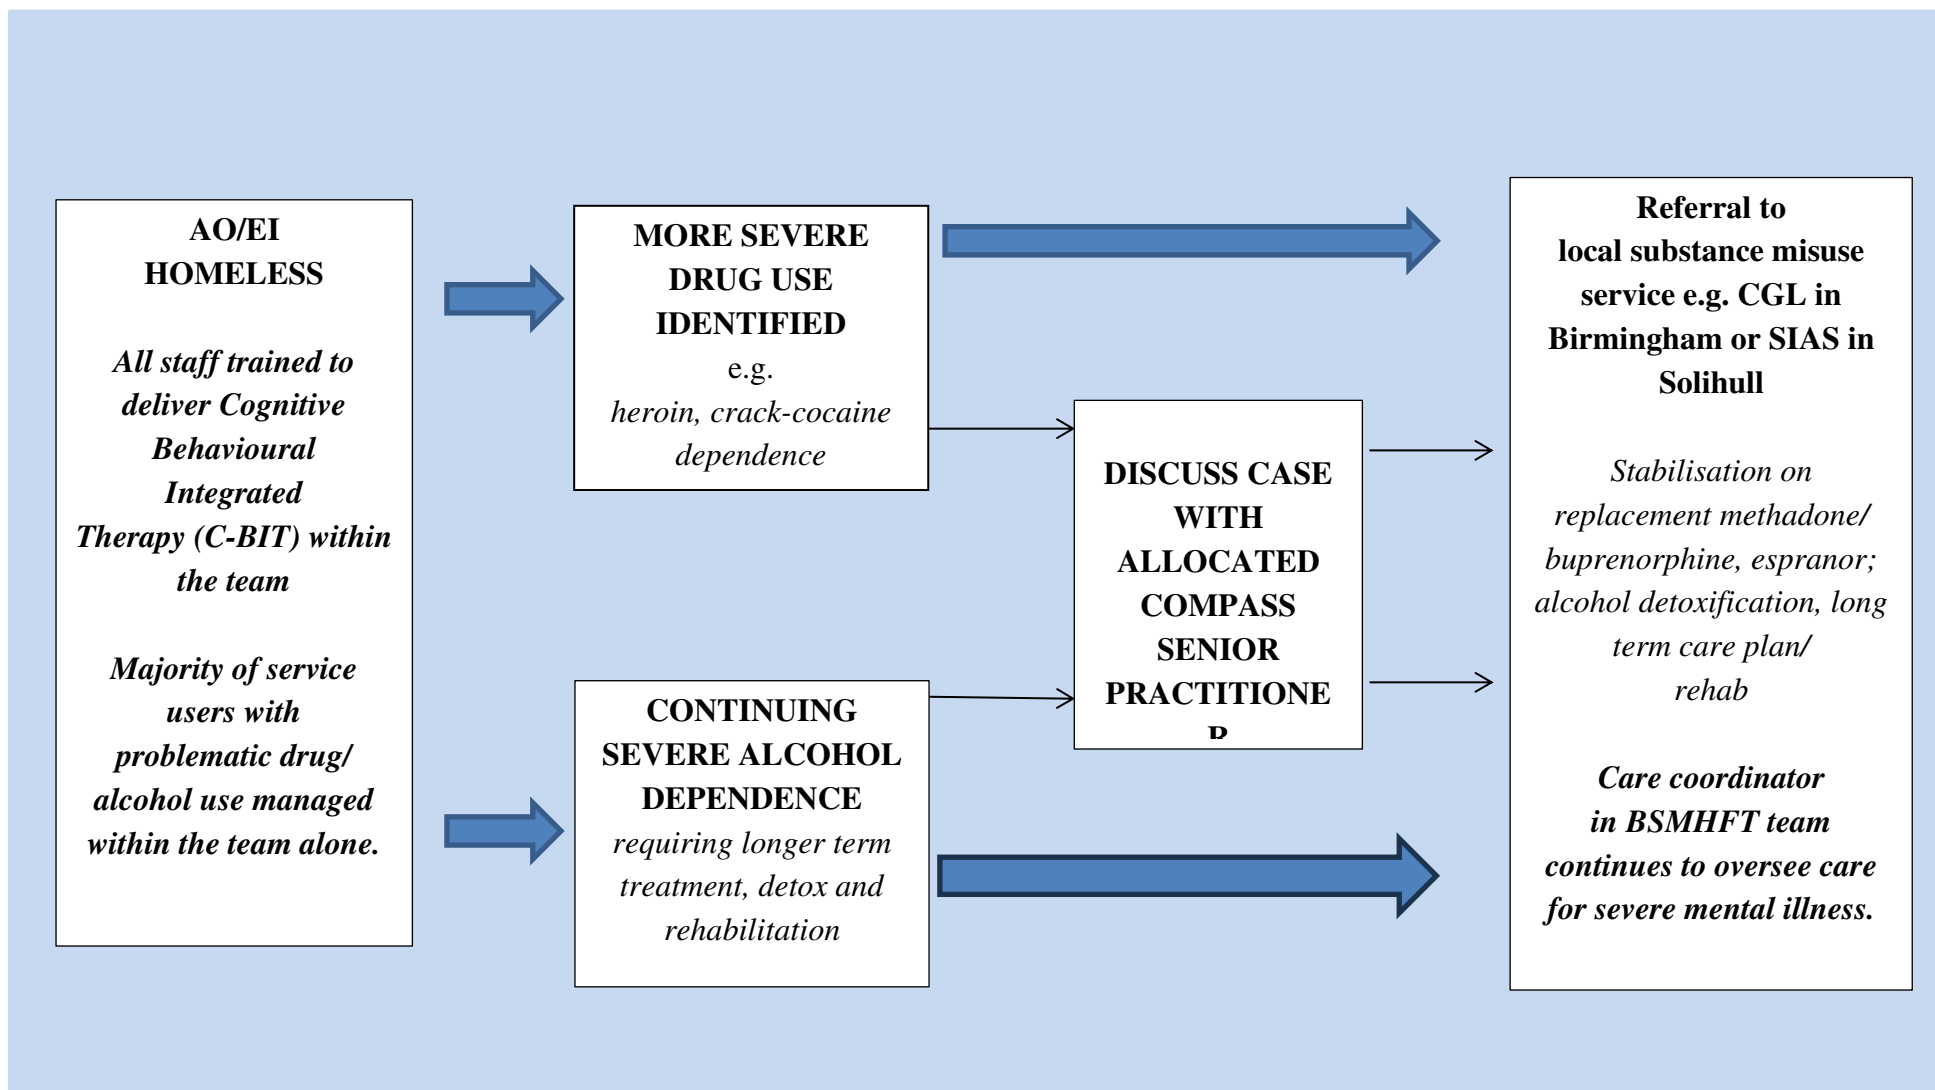 AO/EI
HOMELESS
All staff trained to
deliver Cognitive
Behavioural
Integrated
Therapy (C-BIT) within
the team
Majority of service
users with
problematic drug/
alcohol use managed
within the team alone.
MORE SEVERE
DRUG USE
IDENTIFIED
e.g.
heroin, crack-cocaine
dependence
CONTINUING
SEVERE ALCOHOL
DEPENDENCE
requiring longer term
treatment, detox and
rehabilitation
DISCUSS CASE
WITH
ALLOCATED
COMPASS
SENIOR
PRACTITIONE
R
Referral to
local substance misuse
service e.g. CGL in
Birmingham or SIAS in
Solihull
Stabilisation on
replacement methadone/
buprenorphine, espranor;
alcohol detoxification, long
term care plan/
rehab
Care coordinator
in BSMHFT team
continues to oversee care
for severe mental illness.